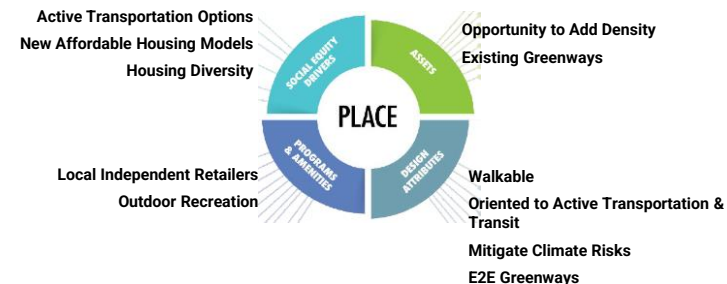 Active Transportation Options
New Affordable Housing Models
Housing Diversity
SOCIAL EQUITY
DRIVERS
ASSETS
Opportunity to Add Density
Existing Greenways
PLACE
Local Independent Retailers
Outdoor Recreation
PROGRAMS
& AMENITIES
DESIGN
ATTRIBUTES
Walkable
Oriented to Active Transportation &
Transit
Mitigate Climate Risks
E2E Greenways